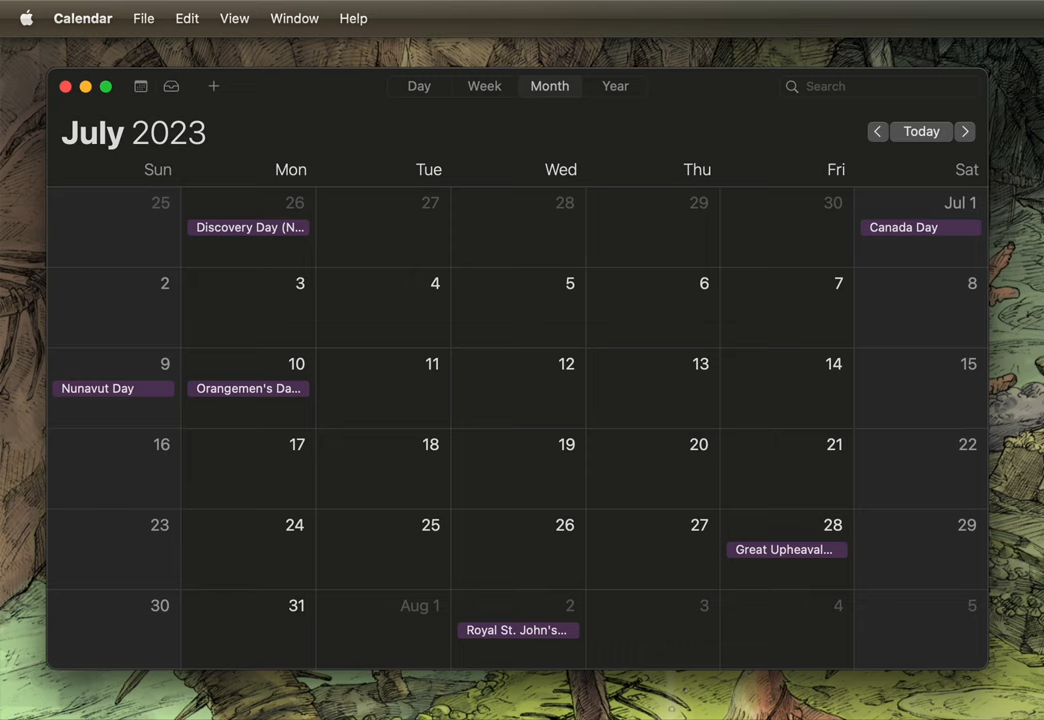 Calendar File Edit View Window Help
Day Week Month Year Search
July 2023 Today
Sun Mon Tue Wed Thu Fri Sat
25 26 27 28 29 30 Jul 1
Discovery Day (N... Canada Day
2 3 4 5 6 7 8
9 10 11 12 13 14 15
Nunavut Day Orangemen's Da...
16 17 18 19 20 21 22
23 24 25 26 27 28 29
Great Upheaval...
30 31 Aug 1 2 3 4 5
Royal St. John's...